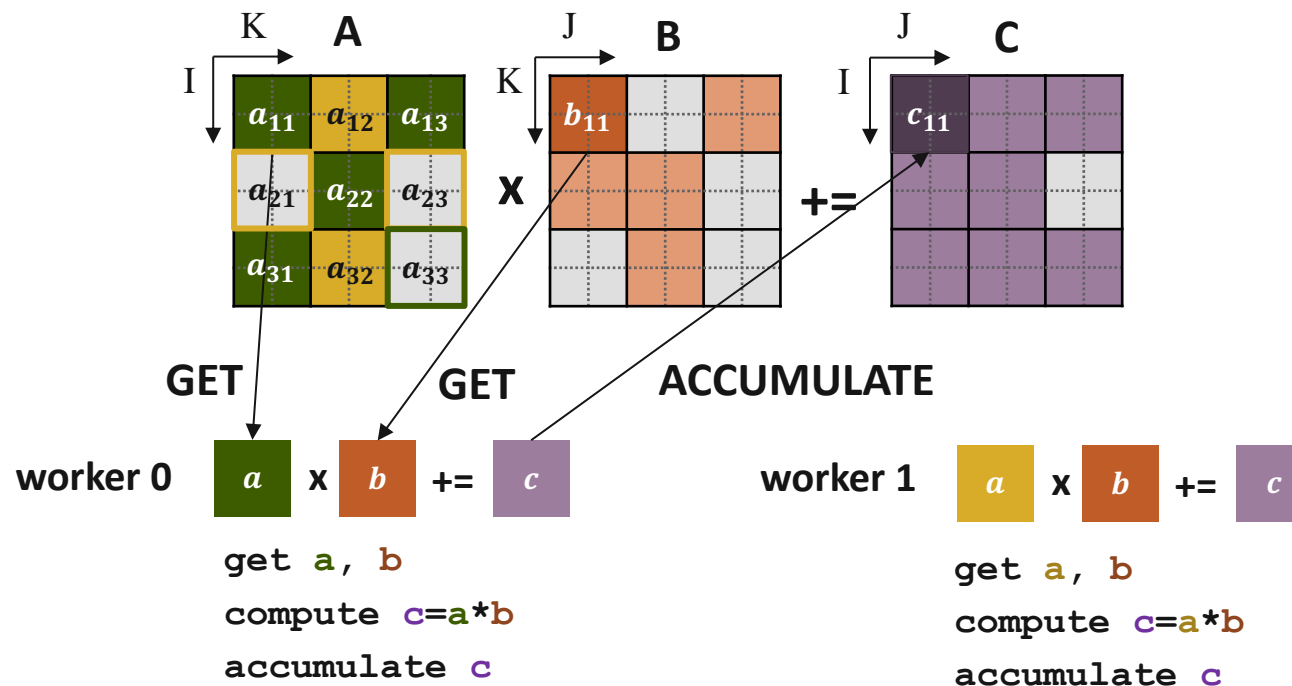 K A J B J C
I K I
a11 a12 a13 b11 c11
a21 a22 a23
x +=
a31 a32 a33
GET GET ACCUMULATE
worker 0 a x b += c worker 1 a x b += c
get a, b
compute c=a*b
accumulate c
get a, b
compute c=a*b
accumulate c